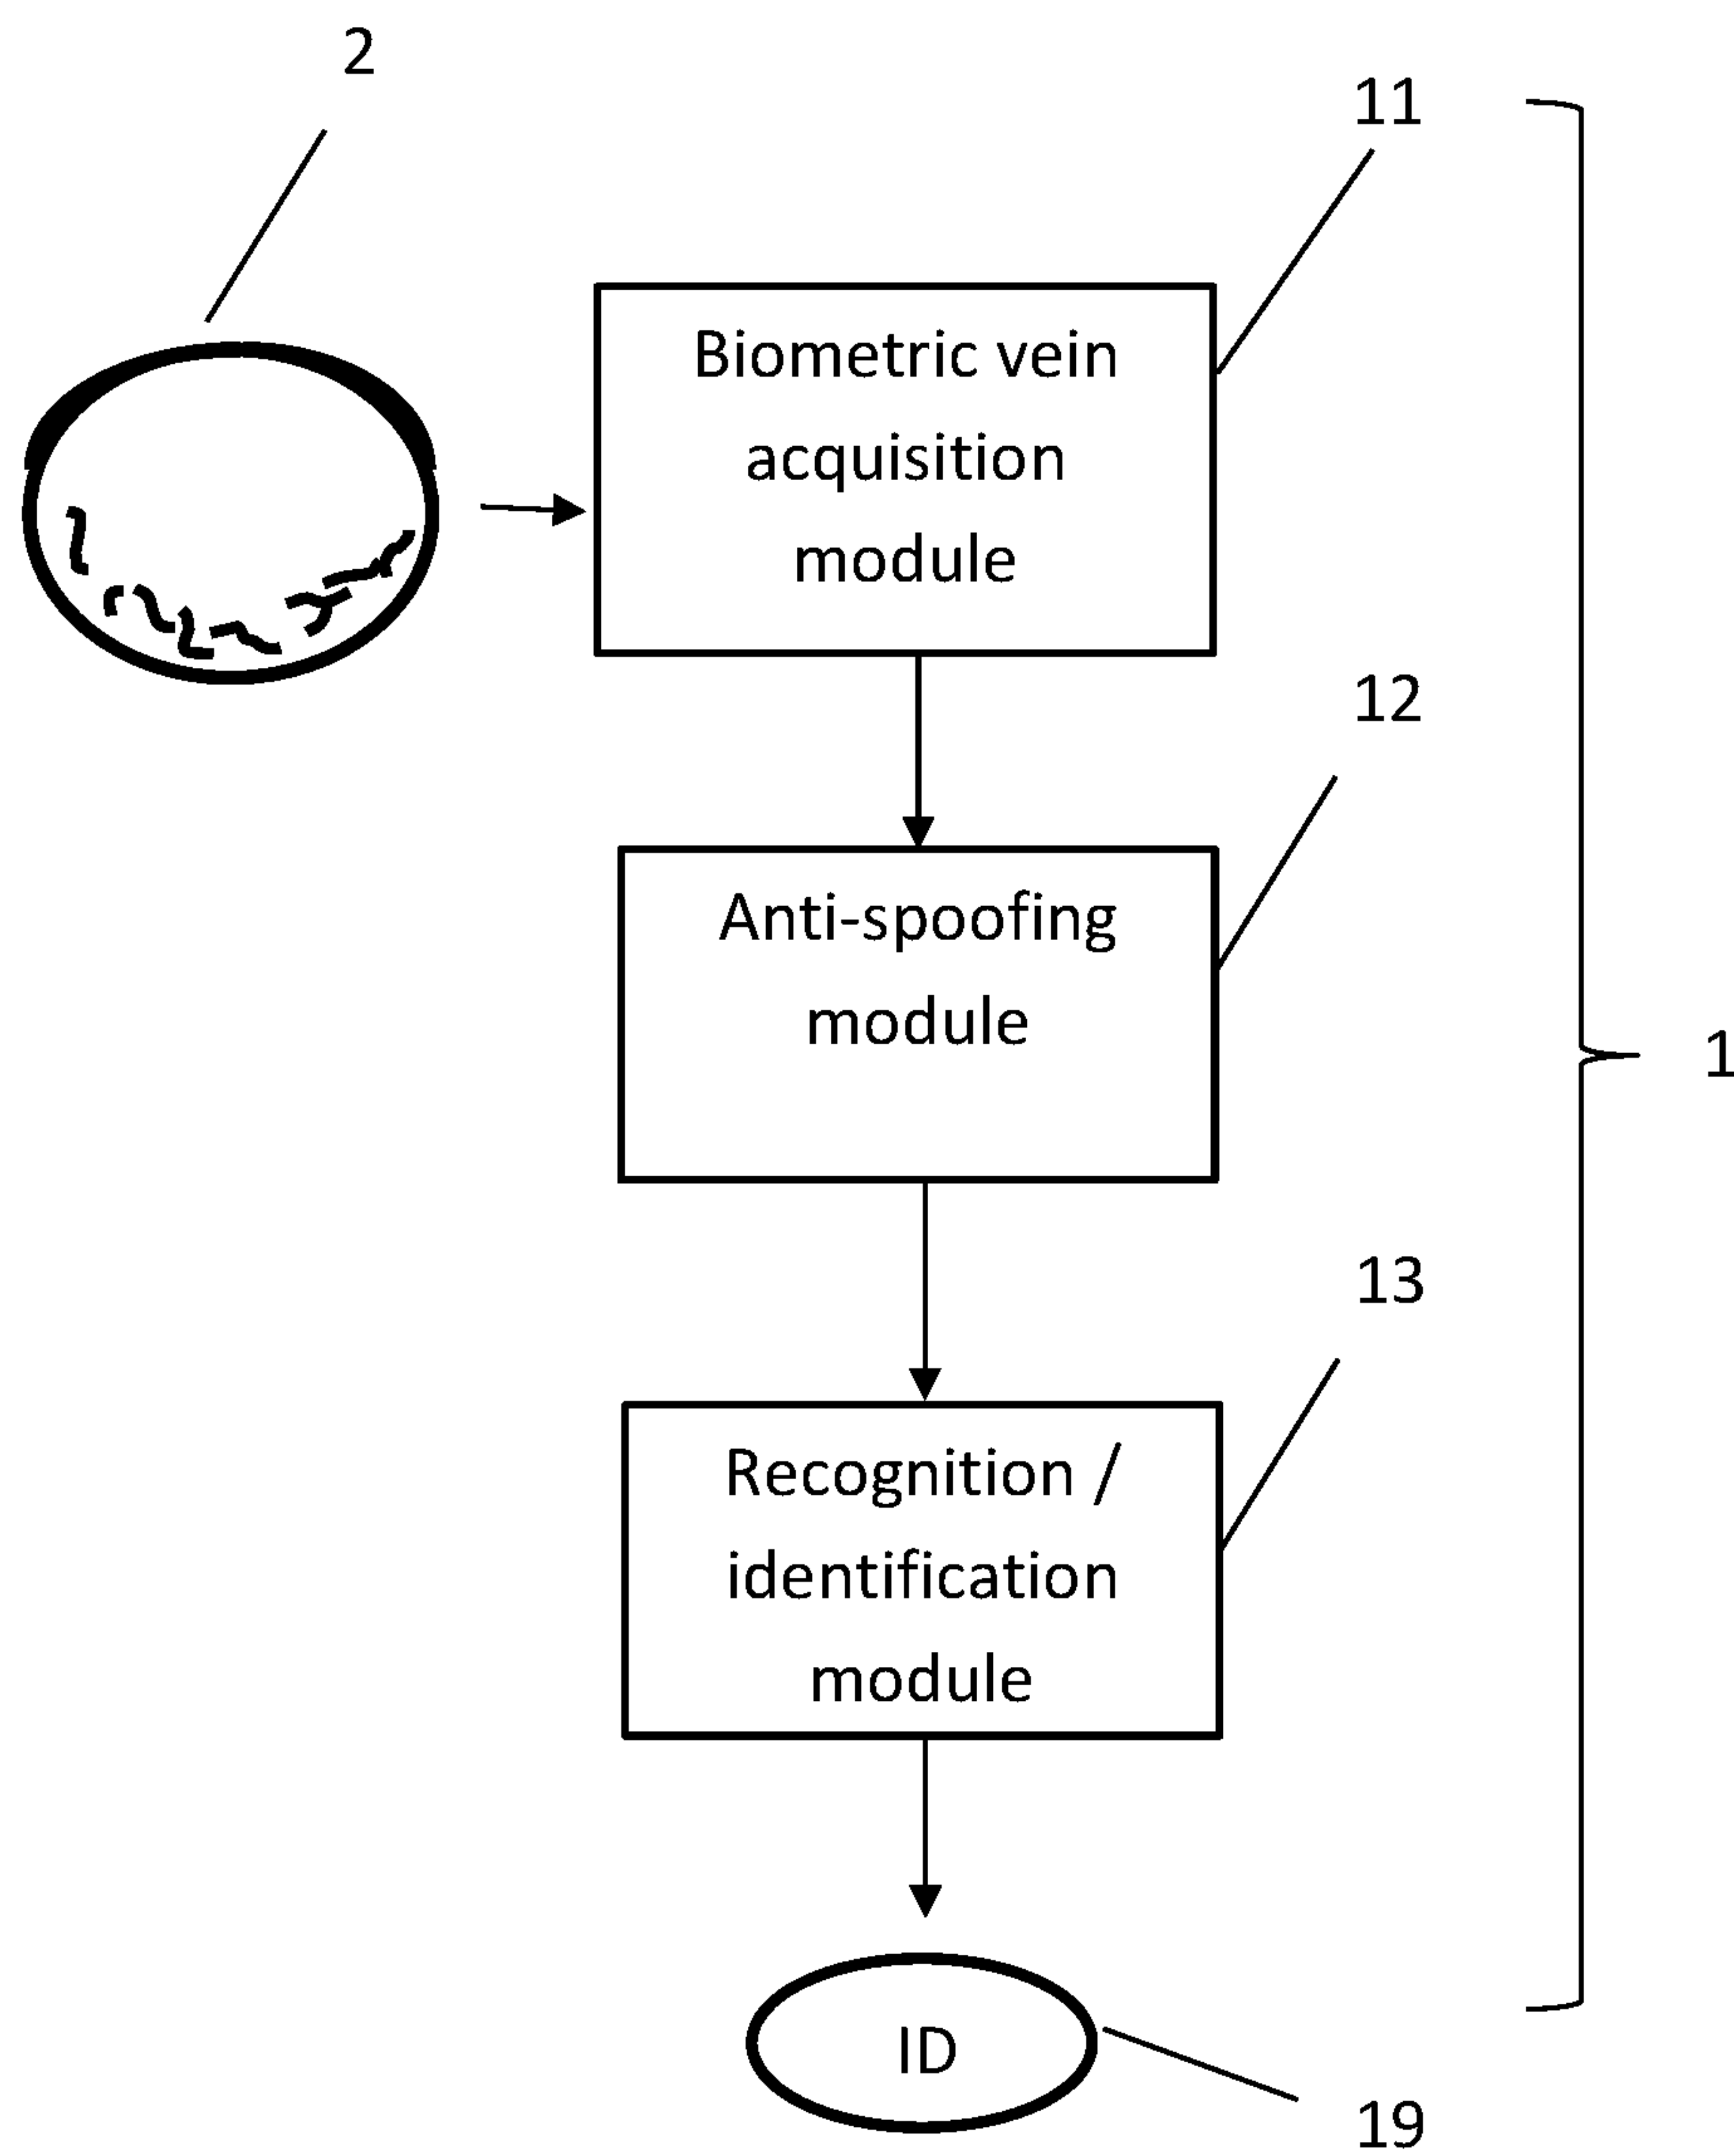 2
11
Biometric vein
acquisition
module
12
Anti-spoofing
module
1
13
Recognition /
identification
module
ID
19